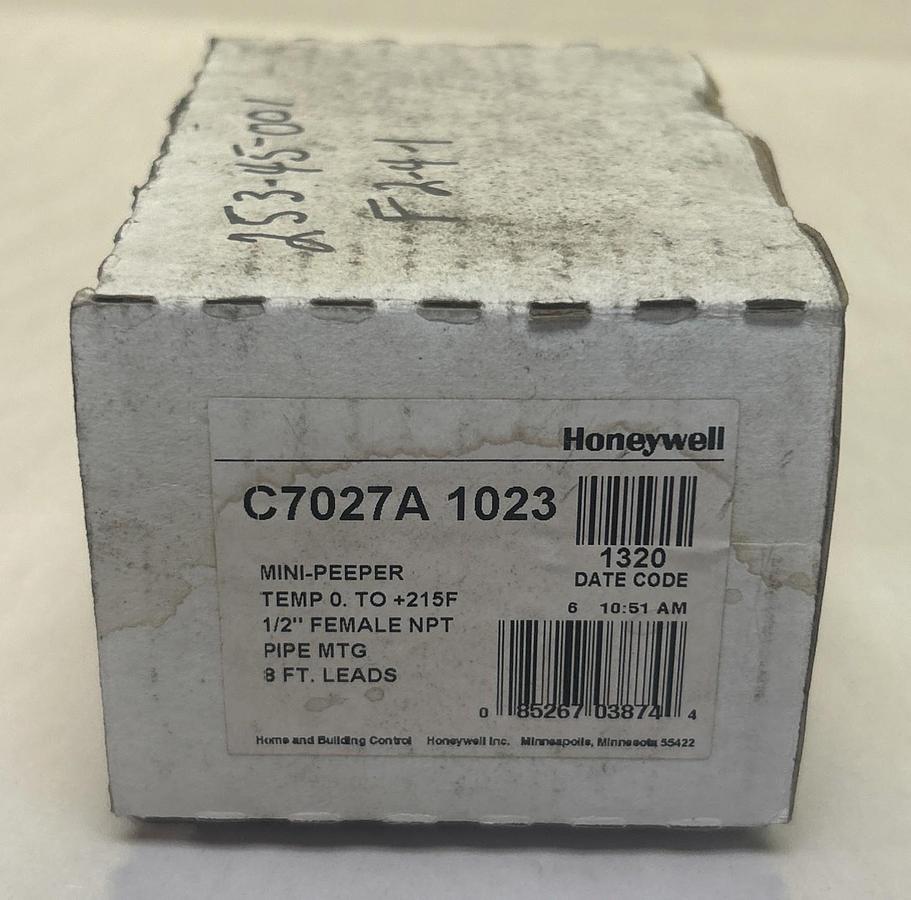 253-45-001
F2-4-1
Honeywell
C7027A 1023
1320
DATE CODE
MINI-PEEPER
TEMP 0. TO +215F
1/2" FEMALE NPT
PIPE MTG
8 FT. LEADS
6 10:51 AM
0 85267 03874 4
Home and Building Control Honeywell Inc. Minneapolis, Minnesota 55422